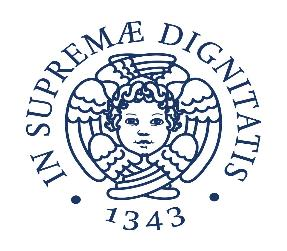 IN SUPREMÆ DIGNITATIS
· 1343 ·